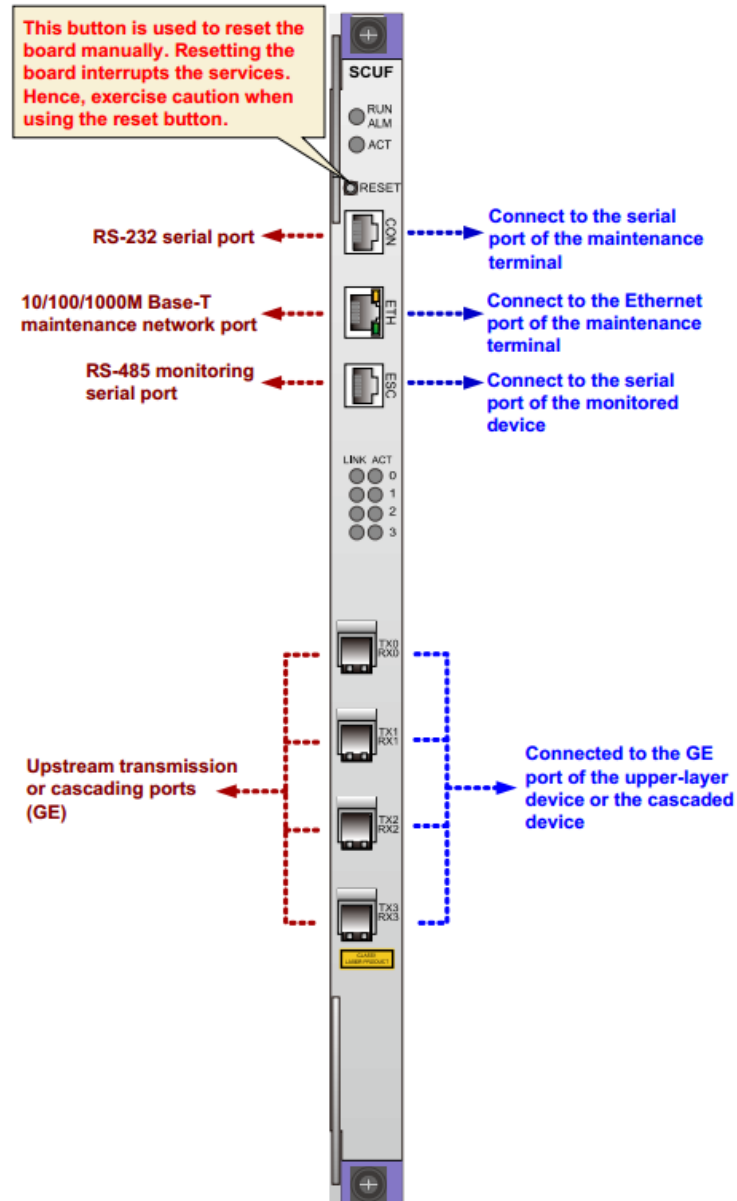 This button is used to reset the
board manually. Resetting the
board interrupts the services.
Hence, exercise caution when
using the reset button.
SCUF
RUN
ALM
ACT
RESET
RS-232 serial port
CON
Connect to the serial
port of the maintenance
terminal
10/100/1000M Base-T
maintenance network port
ETH
Connect to the Ethernet
port of the maintenance
terminal
RS-485 monitoring
serial port
ESC
Connect to the serial
port of the monitored
device
LINK ACT
0
1
2
3
TX0
RX0
TX1
RX1
Upstream transmission
or cascading ports
(GE)
Connected to the GE
port of the upper-layer
device or the cascaded
device
TX2
RX2
TX3
RX3
LASER PRODUCT